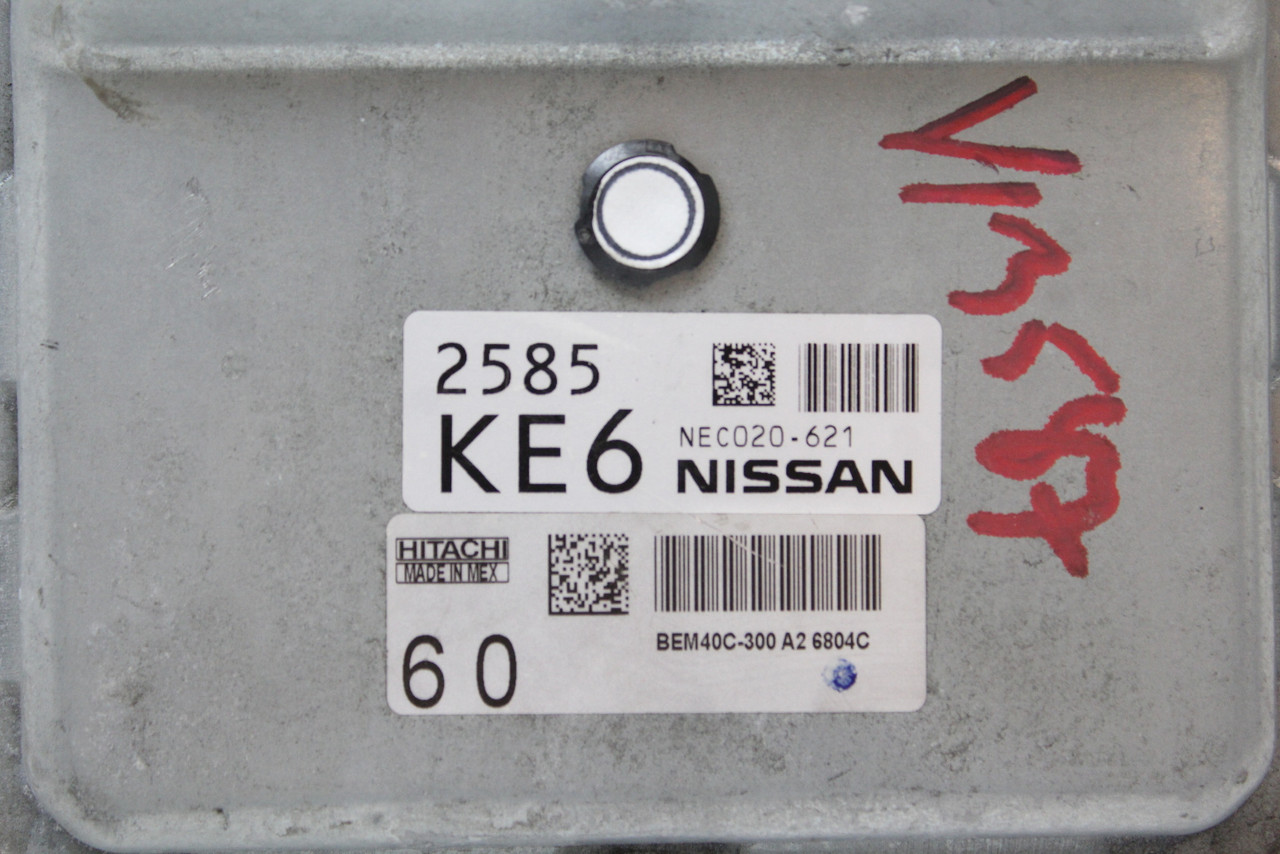 2585
KE6
NEC020-621
NISSAN
HITACHI
MADE IN MEX
60
BEM40C-300 A2 6804C